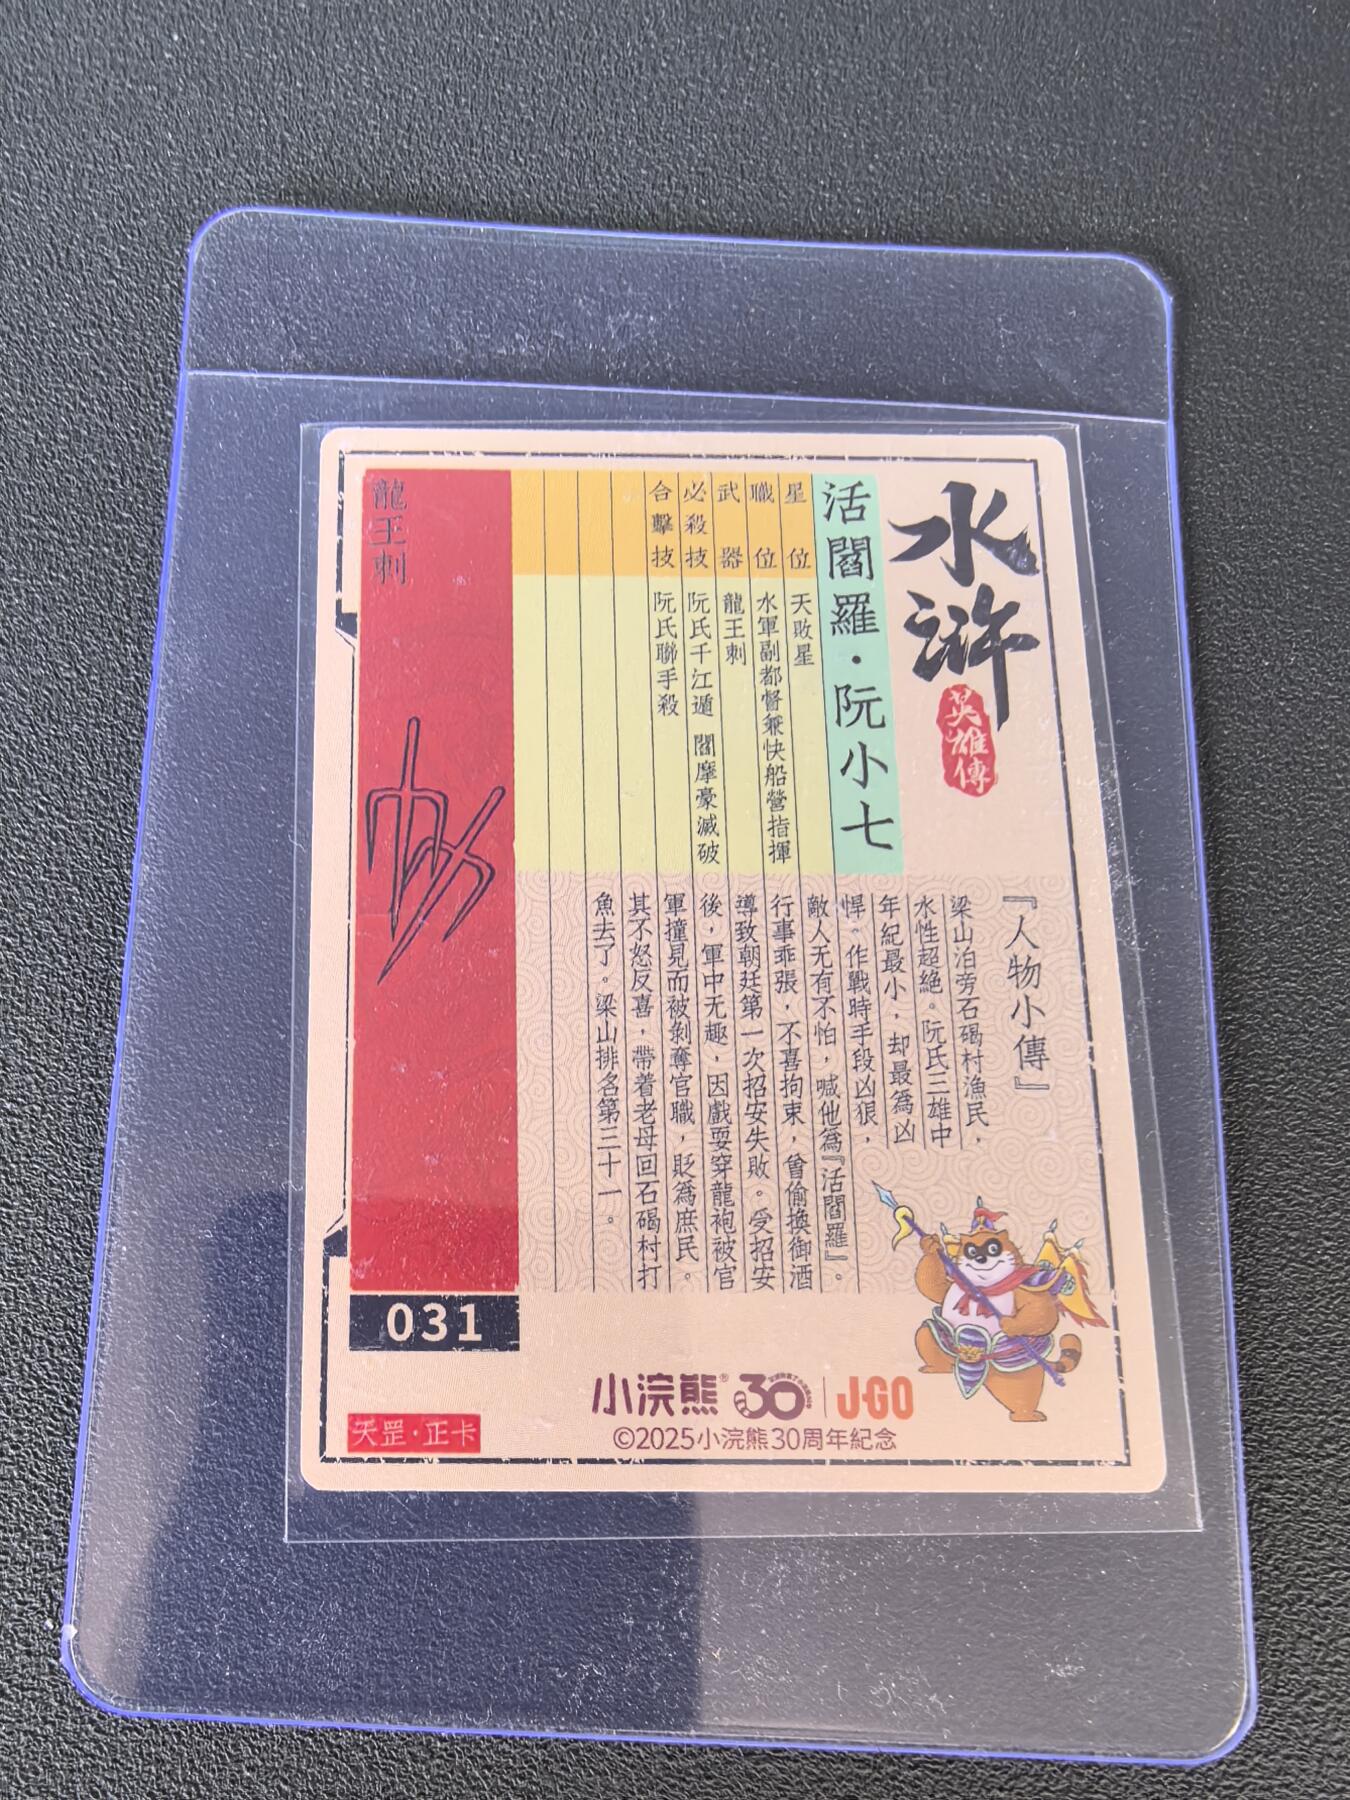 水滸
英雄傳
活閻羅·阮小七
星位 天敗星
職位 水軍副都督兼快船營指揮
武器 龍王刺
必殺技 阮氏千江遁 閻摩豪滅破
合擊技 阮氏聯手殺
『人物小傳』
梁山泊旁石碣村漁民，
水性超絕。阮氏三雄中
年紀最小，却最為凶
悍。作戰時手段凶狠，
敵人无有不怕，喊他為『活閻羅』。
行事乖張，不喜拘束，曾偷換御酒
導致朝廷第一次招安失敗。受招安
後，軍中无趣，因戲耍穿龍袍被官
軍撞見而被剝奪官職，貶為庶民。
其不怒反喜，帶着老母回石碣村打
魚去了。梁山排名第三十一。
龍王刺
031
天罡·正卡
小浣熊® 30 J·GO
©2025小浣熊30周年紀念